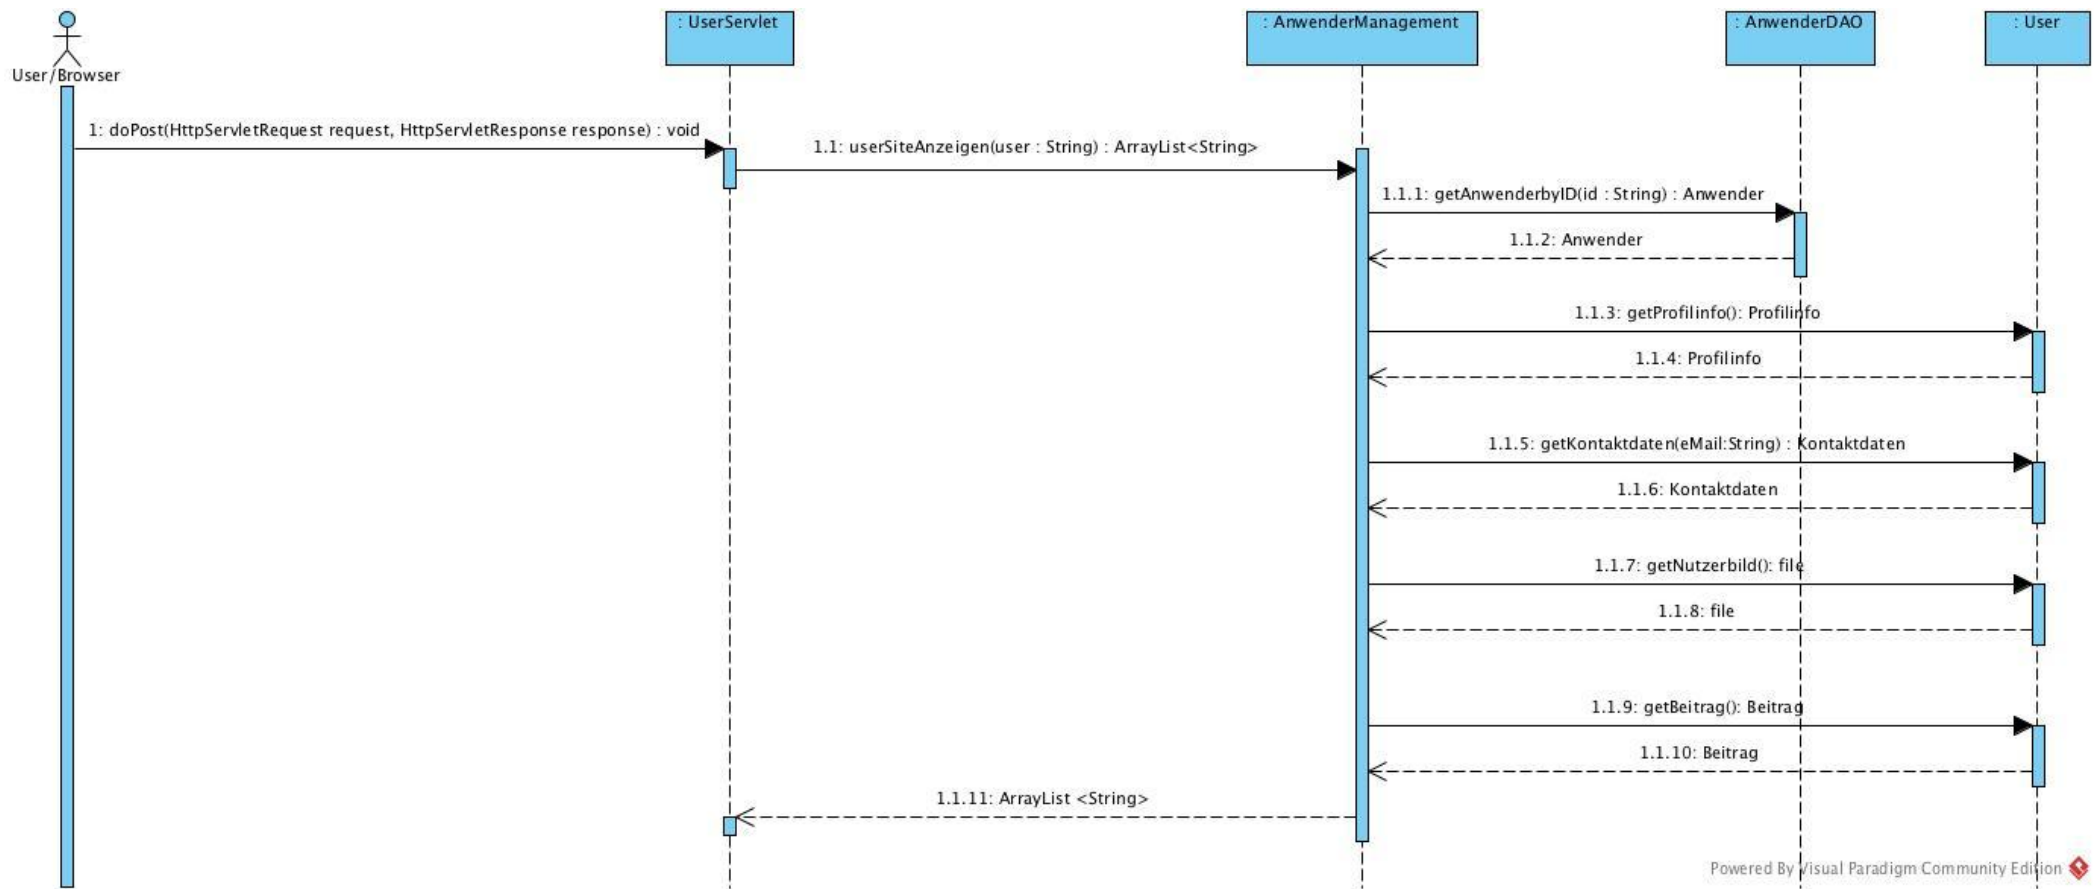 : UserServlet
: AnwenderManagement
: AnwenderDAO
: User
User/Browser
1: doPost(HttpServletRequest request, HttpServletResponse response) : void
1.1: userSiteAnzeigen(user : String) : ArrayList<String>
1.1.1: getAnwenderbyID(id : String) : Anwender
1.1.2: Anwender
1.1.3: getProfilinfo(): Profilinfo
1.1.4: Profilinfo
1.1.5: getKontaktdaten(eMail:String) : Kontaktdaten
1.1.6: Kontaktdaten
1.1.7: getNutzerbild(): file
1.1.8: file
1.1.9: getBeitrag(): Beitrag
1.1.10: Beitrag
1.1.11: ArrayList <String>
Powered By Visual Paradigm Community Edition